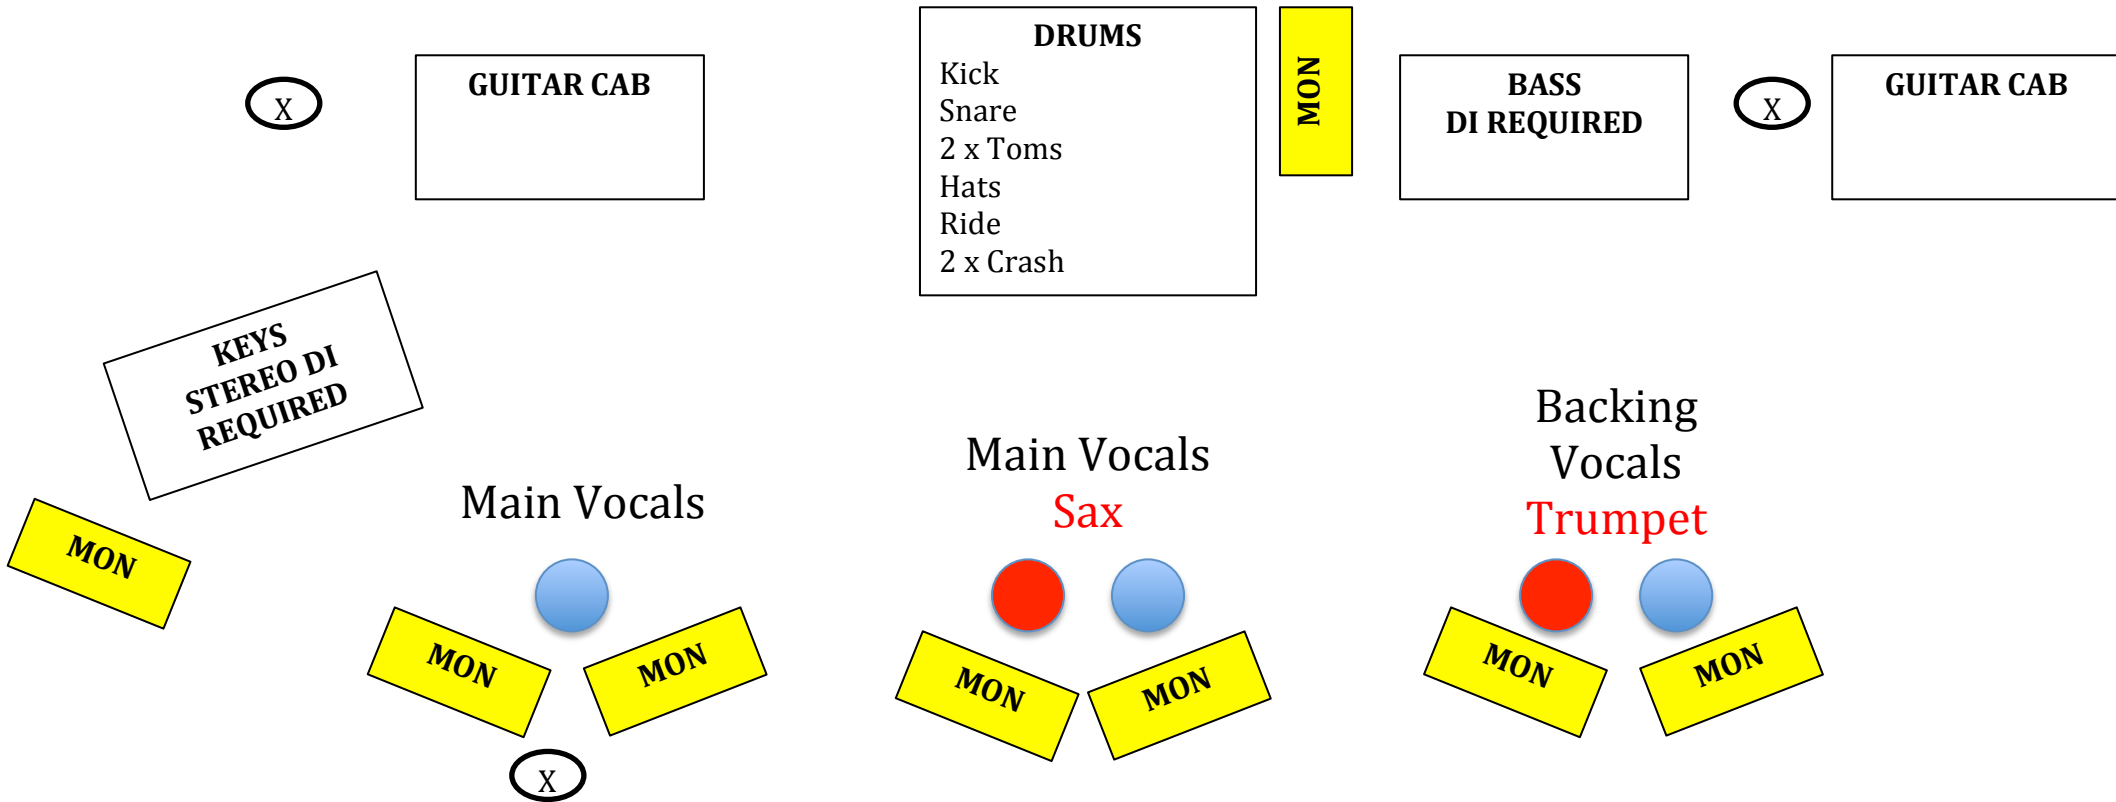 DRUMS
Kick
Snare
2 x Toms
Hats
Ride
2 x Crash
X
GUITAR CAB
MON
BASS
DI REQUIRED
X
GUITAR CAB
KEYS
STEREO DI
REQUIRED
MON
Main Vocals
MON
MON
X
Main Vocals
Sax
MON
MON
Backing
Vocals
Trumpet
MON
MON